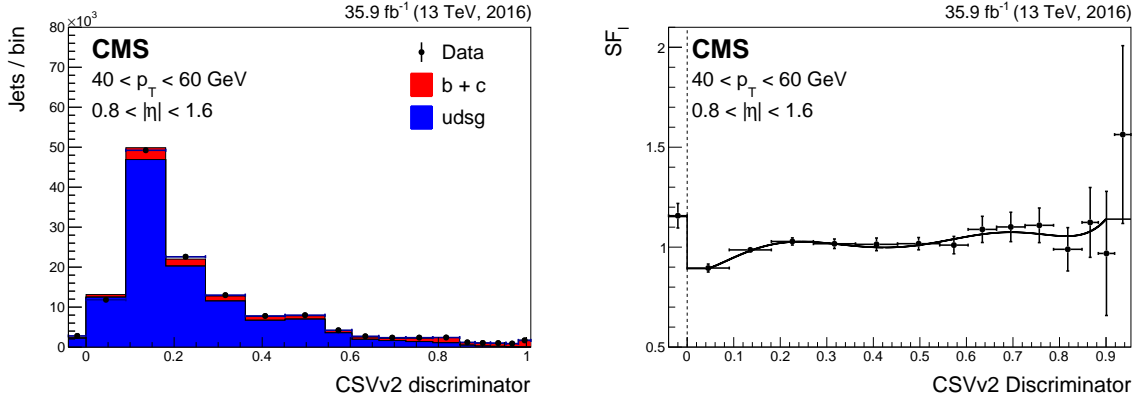 35.9 fb⁻¹ (13 TeV, 2016)
×10³
80
70
60
50
40
30
20
10
0
Jets / bin
CMS
40 < p_T < 60 GeV
0.8 < |η| < 1.6
Data
b + c
udsg
0 0.2 0.4 0.6 0.8 1
CSVv2 discriminator
35.9 fb⁻¹ (13 TeV, 2016)
SF_l
2
1.5
1
0.5
CMS
40 < p_T < 60 GeV
0.8 < |η| < 1.6
0 0.1 0.2 0.3 0.4 0.5 0.6 0.7 0.8 0.9
CSVv2 Discriminator